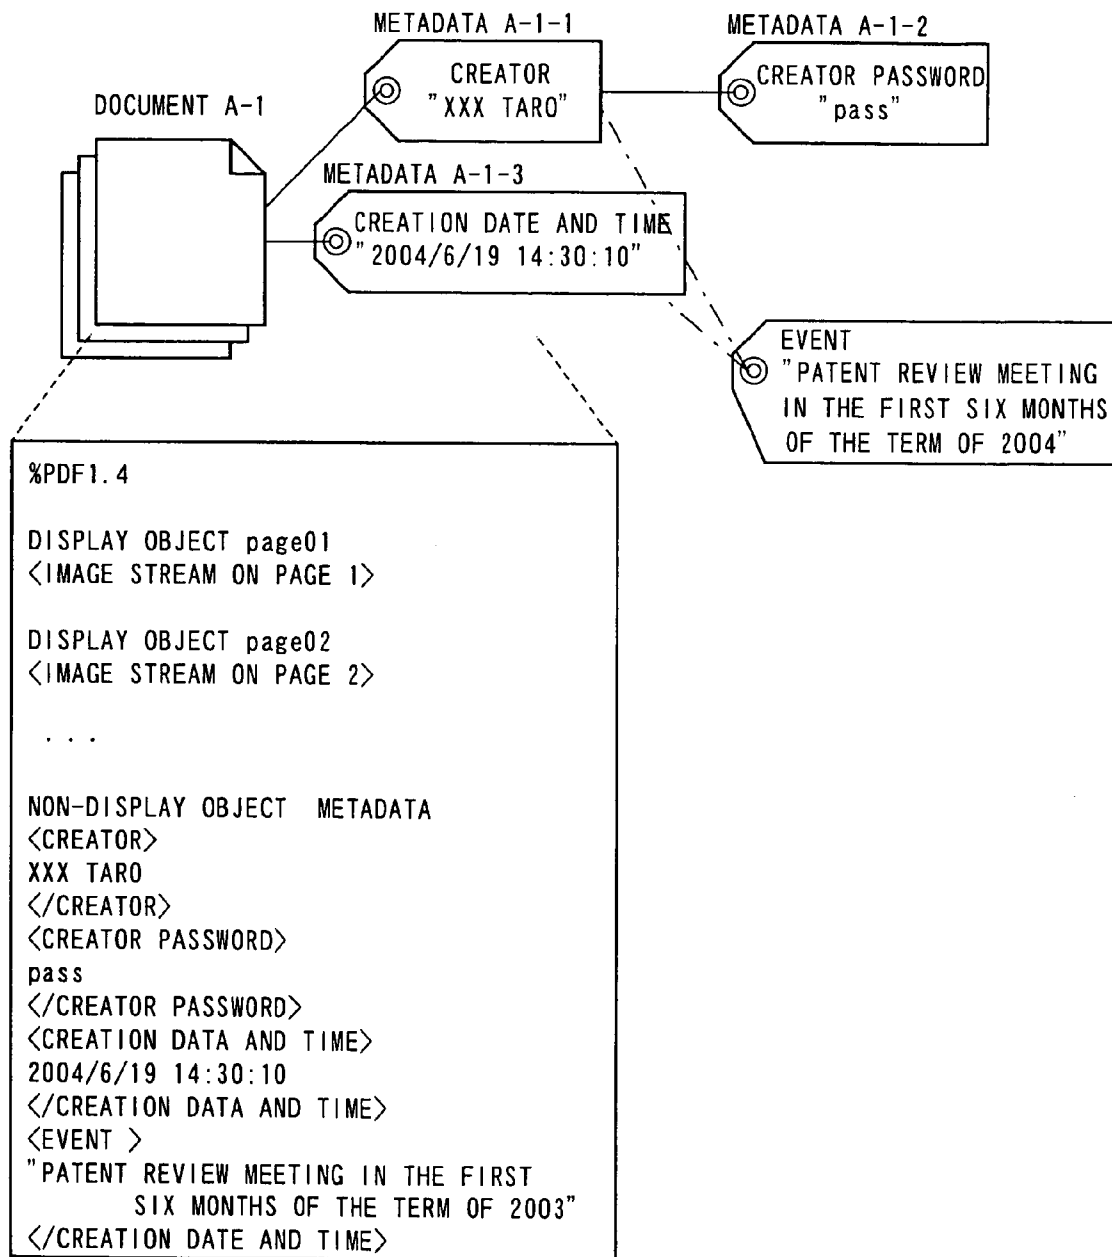 METADATA A-1-1
CREATOR
"XXX TARO"
METADATA A-1-2
CREATOR PASSWORD
"pass"
DOCUMENT A-1
METADATA A-1-3
CREATION DATE AND TIME
"2004/6/19 14:30:10"
EVENT
"PATENT REVIEW MEETING
IN THE FIRST SIX MONTHS
OF THE TERM OF 2004"
%PDF1.4
DISPLAY OBJECT page01
<IMAGE STREAM ON PAGE 1>
DISPLAY OBJECT page02
<IMAGE STREAM ON PAGE 2>
...
NON-DISPLAY OBJECT METADATA
<CREATOR>
XXX TARO
</CREATOR>
<CREATOR PASSWORD>
pass
</CREATOR PASSWORD>
<CREATION DATA AND TIME>
2004/6/19 14:30:10
</CREATION DATA AND TIME>
<EVENT >
"PATENT REVIEW MEETING IN THE FIRST
SIX MONTHS OF THE TERM OF 2003"
</CREATION DATE AND TIME>